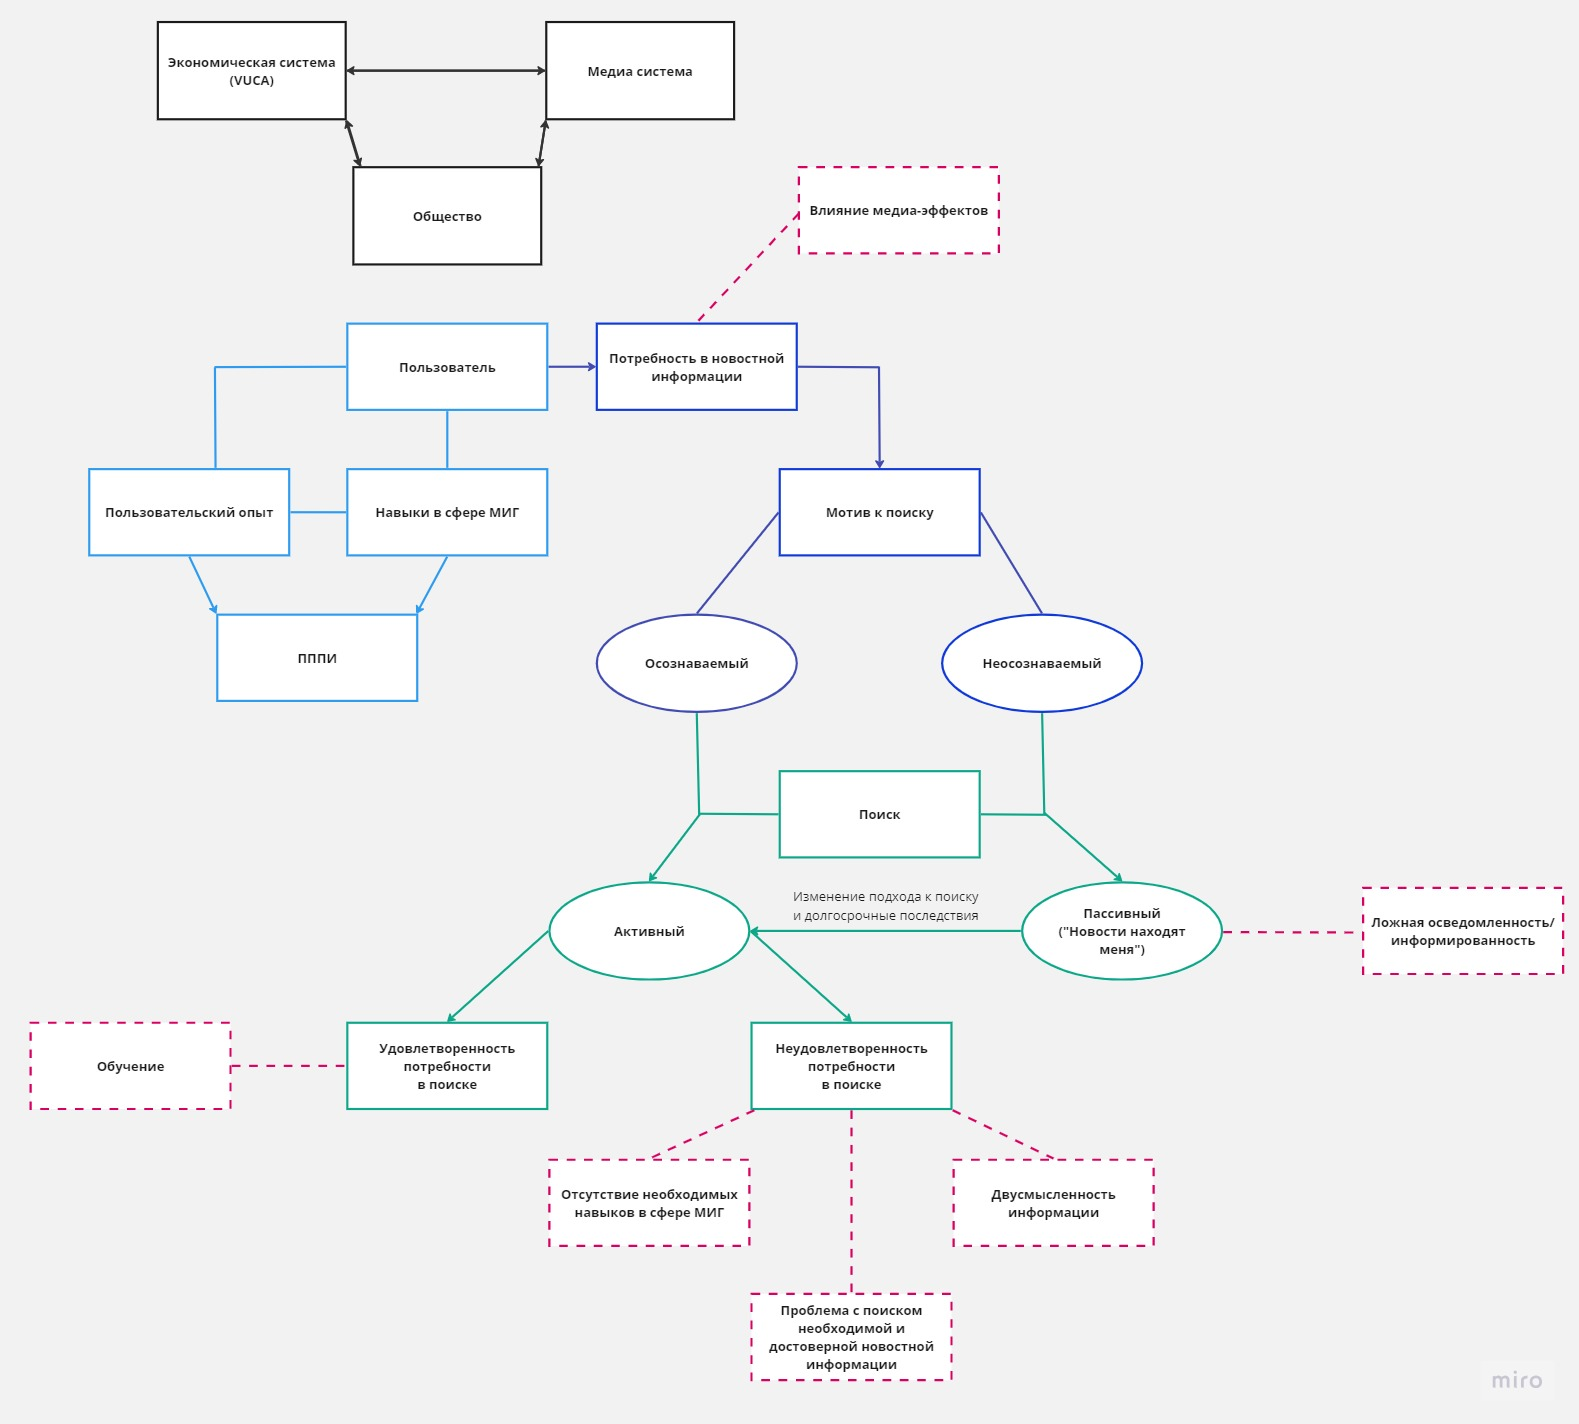 Экономическая система
(VUCA)
Медиа система
Общество
Влияние медиа-эффектов
Пользователь
Потребность в новостной
информации
Пользовательский опыт
Навыки в сфере МИГ
Мотив к поиску
ПППИ
Осознаваемый
Неосознаваемый
Поиск
Изменение подхода к поиску
и долгосрочные последствия
Активный
Пассивный
("Новости находят
меня")
Ложная осведомленность/
информированность
Обучение
Удовлетворенность
потребности
в поиске
Неудовлетворенность
потребности
в поиске
Отсутствие необходимых
навыков в сфере МИГ
Двусмысленность
информации
Проблема с поиском
необходимой и
достоверной новостной
информации
miro